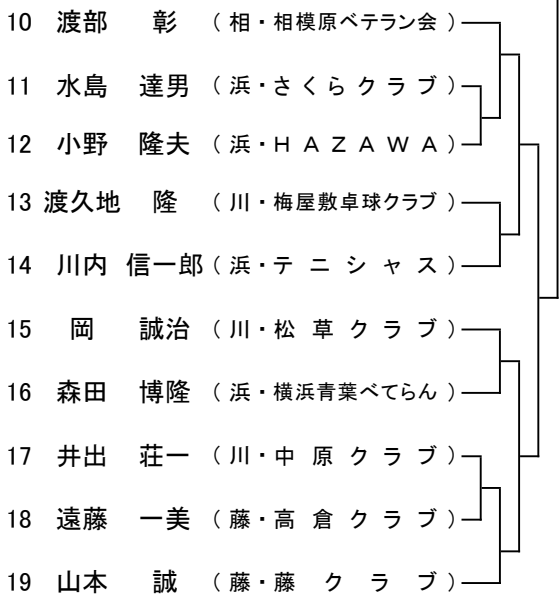 10 渡部 彰 (相・相模原ベテラン会)
11 水島 達男 (浜・さくらクラブ)
12 小野 隆夫 (浜・HAZAWA)
13 渡久地 隆 (川・梅屋敷卓球クラブ)
14 川内 信一郎 (浜・テニシャス)
15 岡 誠治 (川・松草クラブ)
16 森田 博隆 (浜・横浜青葉べてらん)
17 井出 荘一 (川・中原クラブ)
18 遠藤 一美 (藤・高倉クラブ)
19 山本 誠 (藤・藤クラブ)